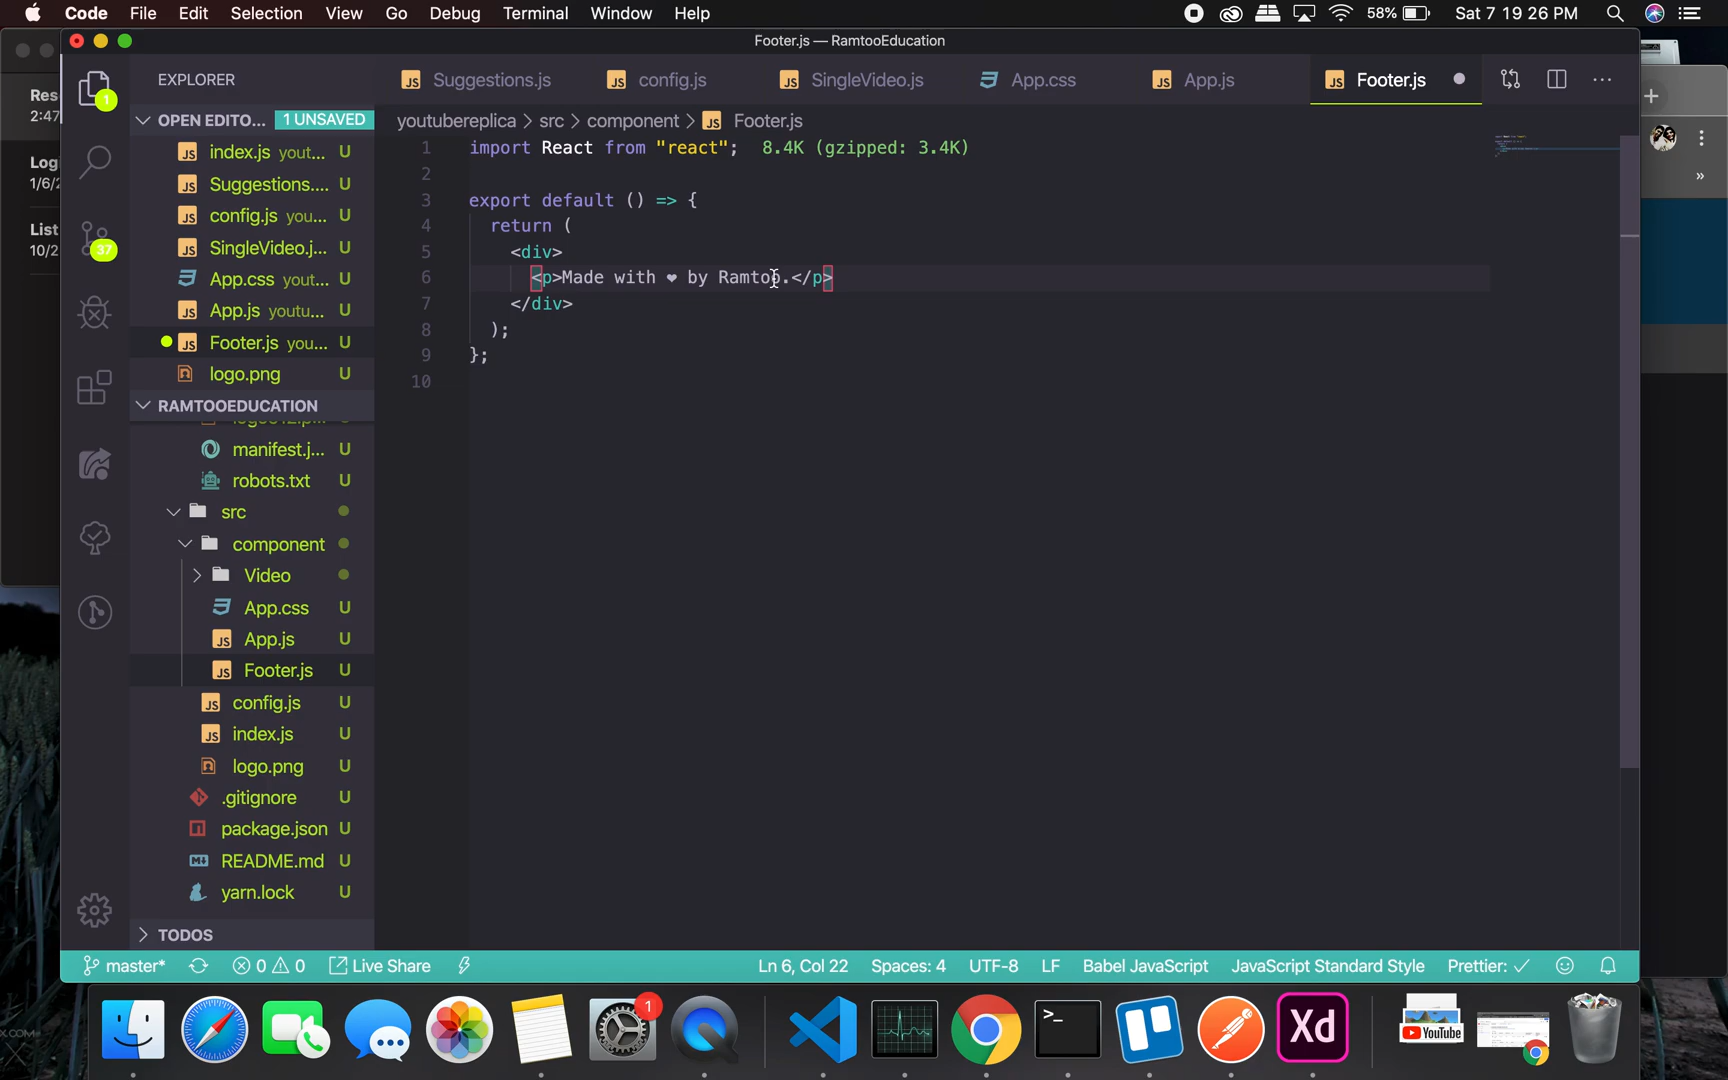 Code File Edit Selection View Go Debug Terminal Window Help 58% Sat 7 19 26 PM
Footer.js — RamtooEducation
Res
2:47
Log
1/6/2
List
10/2
EXPLORER
OPEN EDITO... 1 UNSAVED
index.js yout... U
Suggestions.... U
config.js you... U
SingleVideo.j... U
App.css yout... U
App.js youtu... U
Footer.js you... U
logo.png U
RAMTOOEDUCATION
manifest.j... U
robots.txt U
src
component
Video
App.css U
App.js U
Footer.js U
config.js U
index.js U
logo.png U
.gitignore U
package.json U
README.md U
yarn.lock U
TODOS
1
37
Suggestions.js config.js SingleVideo.js App.css App.js Footer.js
youtubereplica > src > component > Footer.js
1 import React from "react"; 8.4K (gzipped: 3.4K)
2
3 export default () => {
4 return (
5 <div>
6 <p>Made with ❤ by Ramtoo.</p>
7 </div>
8 );
9 };
10
master* 0 0 Live Share Ln 6, Col 22 Spaces: 4 UTF-8 LF Babel JavaScript JavaScript Standard Style Prettier: ✓
1
Xd
YouTube
X.COM